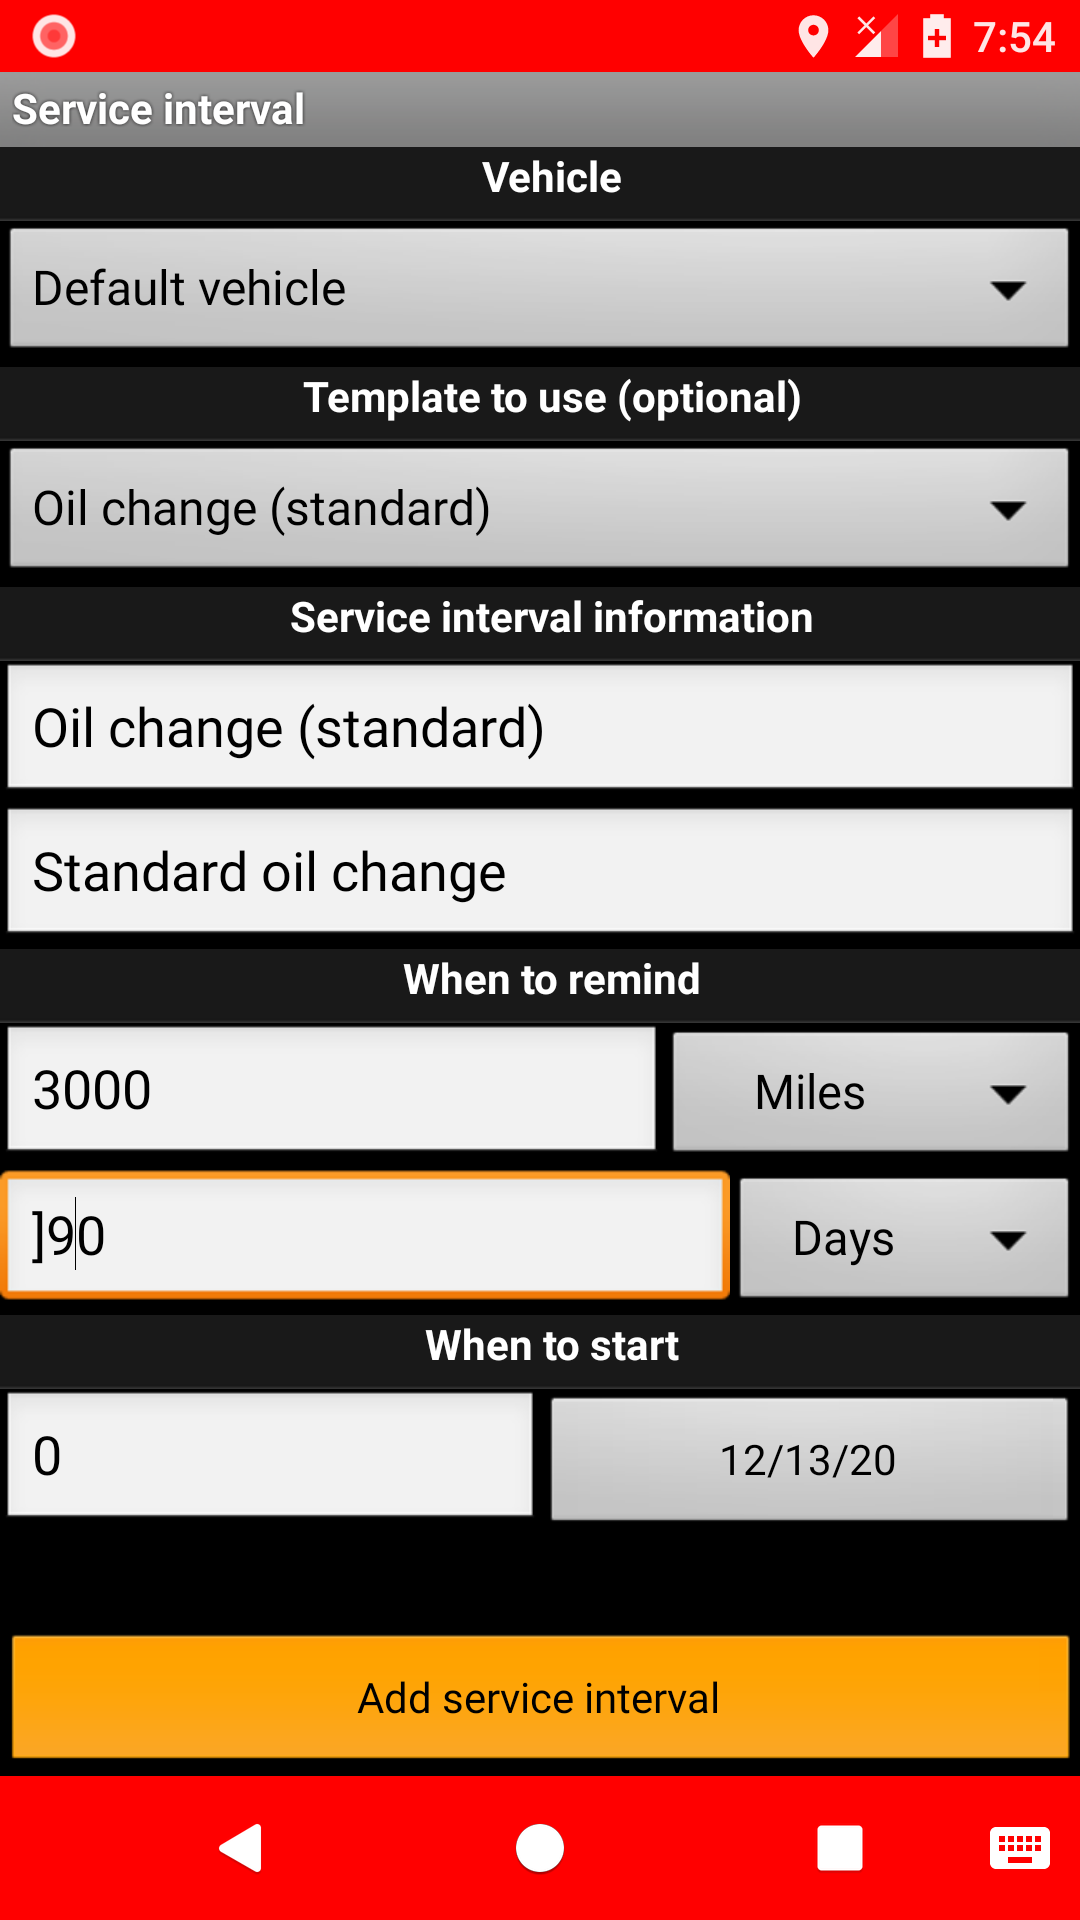 7:54
Service interval
Vehicle
Default vehicle
Template to use (optional)
Oil change (standard)
Service interval information
Oil change (standard)
Standard oil change
When to remind
3000 Miles
]90 Days
When to start
0 12/13/20
Add service interval